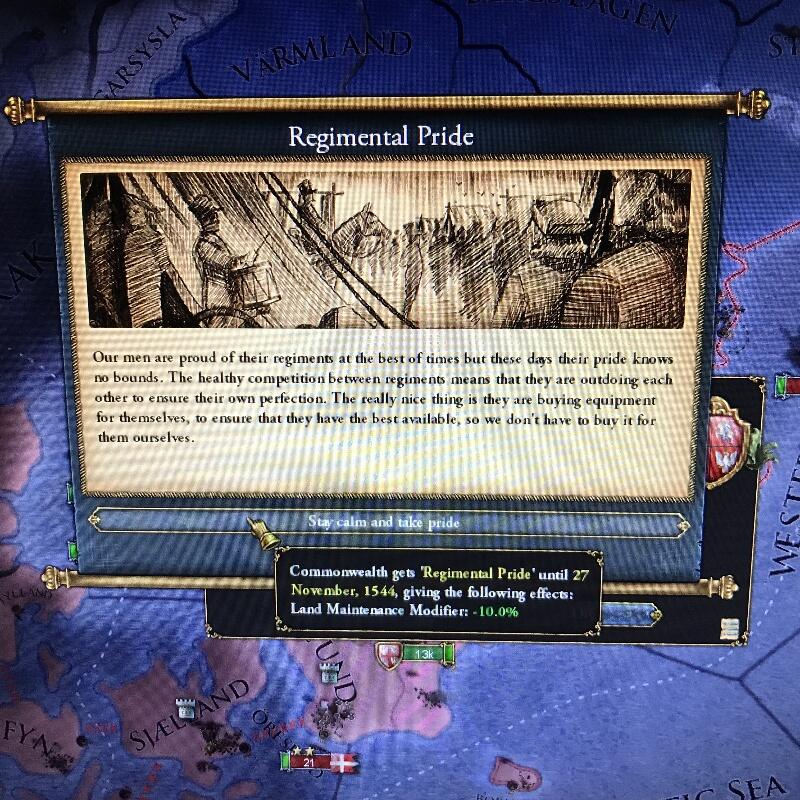 VÄRMLAND
Regimental Pride
Our men are proud of their regiments at the best of times but these days their pride knows
no bounds. The healthy competition between regiments means that they are outdoing each
other to ensure their own perfection. The really nice thing is they are buying equipment
for themselves, to ensure that they have the best available, so we don't have to buy it for
them ourselves.
Stay calm and take pride
Commonwealth gets 'Regimental Pride' until 27
November, 1544, giving the following effects:
Land Maintenance Modifier: -10.0%
13k
SJÆLLAND
FYN
21
SEA